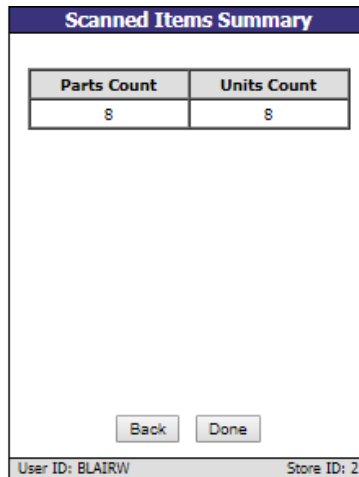 Scanned Items Summary
Parts Count Units Count
8 8
Back Done
User ID: BLAIRW Store ID: 2